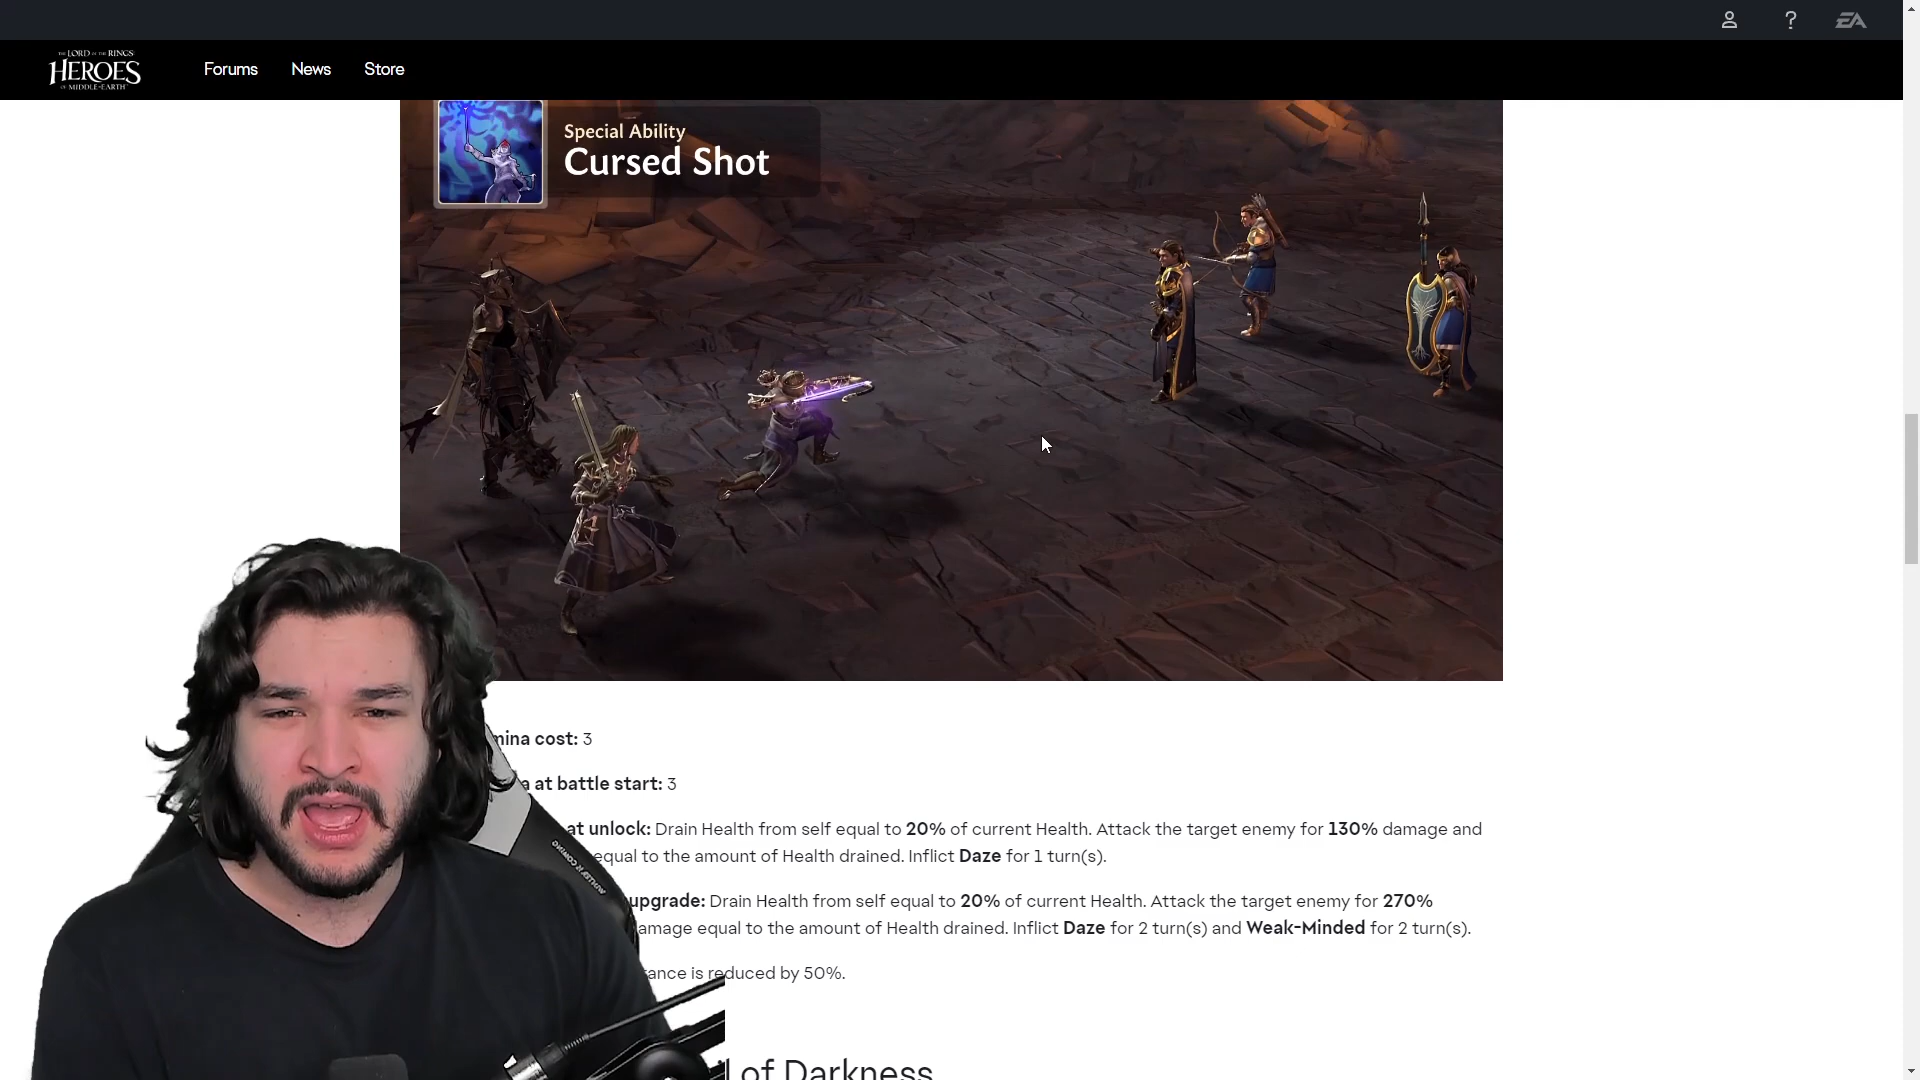 THE LORD OF THE RINGS
HEROES
OF MIDDLE-EARTH
Forums News Store
EA
Special Ability
Cursed Shot
mina cost: 3
a at battle start: 3
at unlock: Drain Health from self equal to 20% of current Health. Attack the target enemy for 130% damage and
equal to the amount of Health drained. Inflict Daze for 1 turn(s).
upgrade: Drain Health from self equal to 20% of current Health. Attack the target enemy for 270%
amage equal to the amount of Health drained. Inflict Daze for 2 turn(s) and Weak-Minded for 2 turn(s).
tance is reduced by 50%.
of Darkness